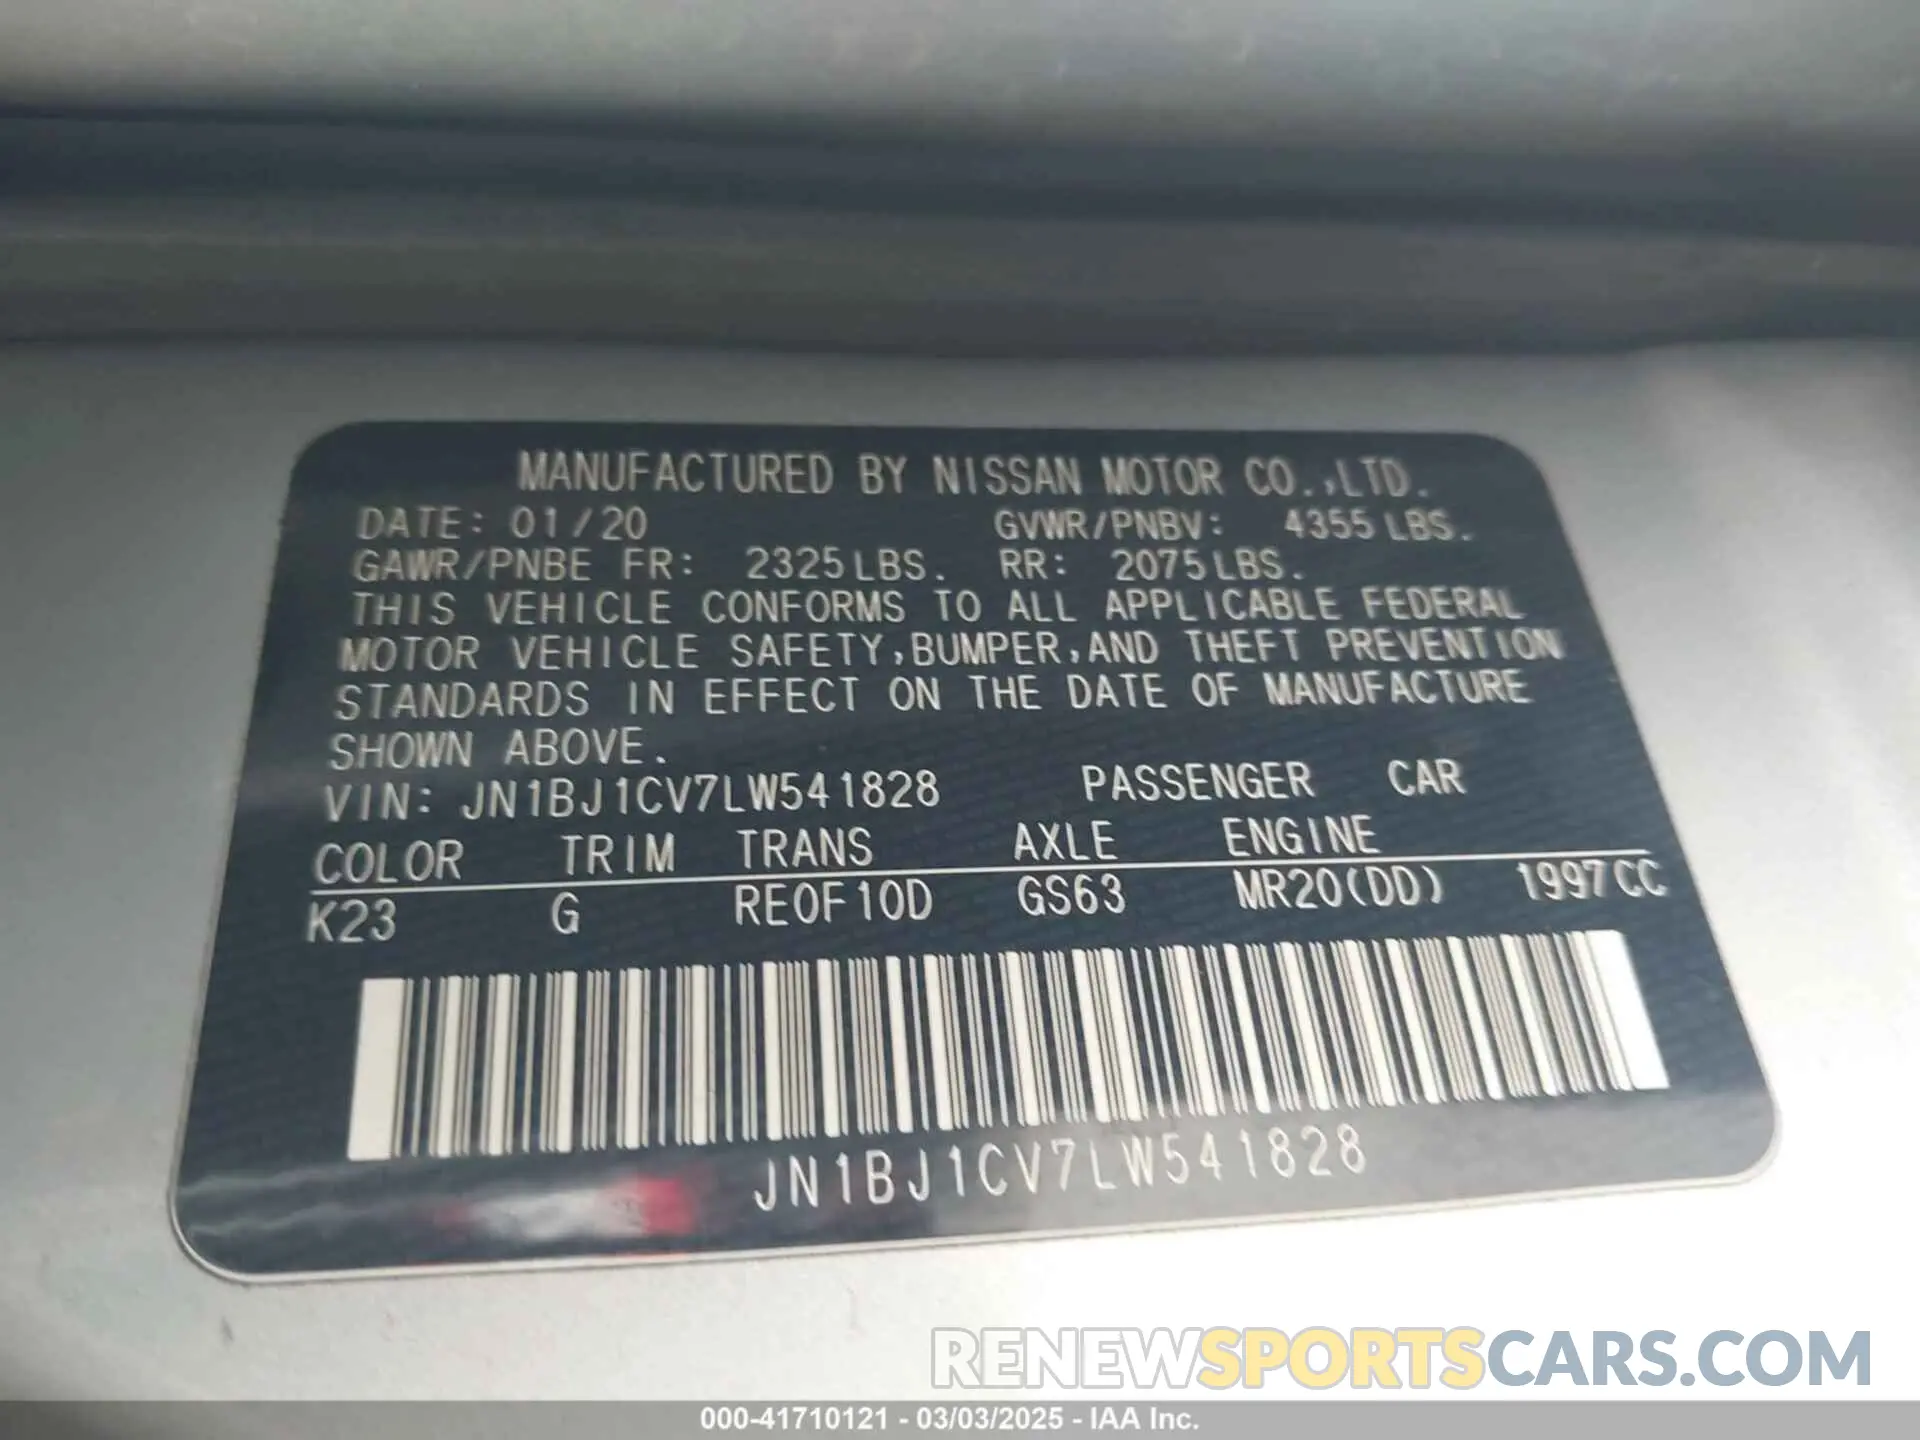 MANUFACTURED BY NISSAN MOTOR CO.,LTD.
DATE: 01/20 GVWR/PNBV: 4355 LBS.
GAWR/PNBE FR: 2325 LBS. RR: 2075 LBS.
THIS VEHICLE CONFORMS TO ALL APPLICABLE FEDERAL
MOTOR VEHICLE SAFETY,BUMPER,AND THEFT PREVENTION
STANDARDS IN EFFECT ON THE DATE OF MANUFACTURE
SHOWN ABOVE.
VIN: JN1BJ1CV7LW541828 PASSENGER CAR
COLOR TRIM TRANS AXLE ENGINE
K23 G RE0F10D GS63 MR20(DD) 1997CC
JN1BJ1CV7LW541828
RENEWSPORTSCARS.COM
000-41710121 - 03/03/2025 - IAA Inc.